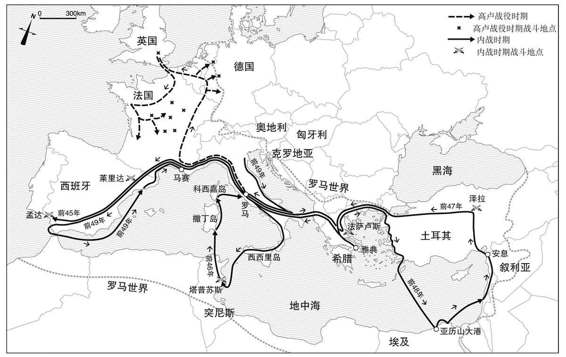 N
0 300km
高卢战役时期
高卢战役时期战斗地点
内战时期
内战时期战斗地点
英国
德国
法国
奥地利
匈牙利
克罗地亚
黑海
莱里达
马赛
前49年
罗马世界
西班牙
科西嘉岛
罗马
前47年
泽拉
孟达
前45年
前49年
前49年
撒丁岛
法萨卢斯
土耳其
雅典
希腊
安息
叙利亚
西西里岛
前46年
前48年
罗马世界
塔普苏斯
地中海
突尼斯
亚历山大港
埃及